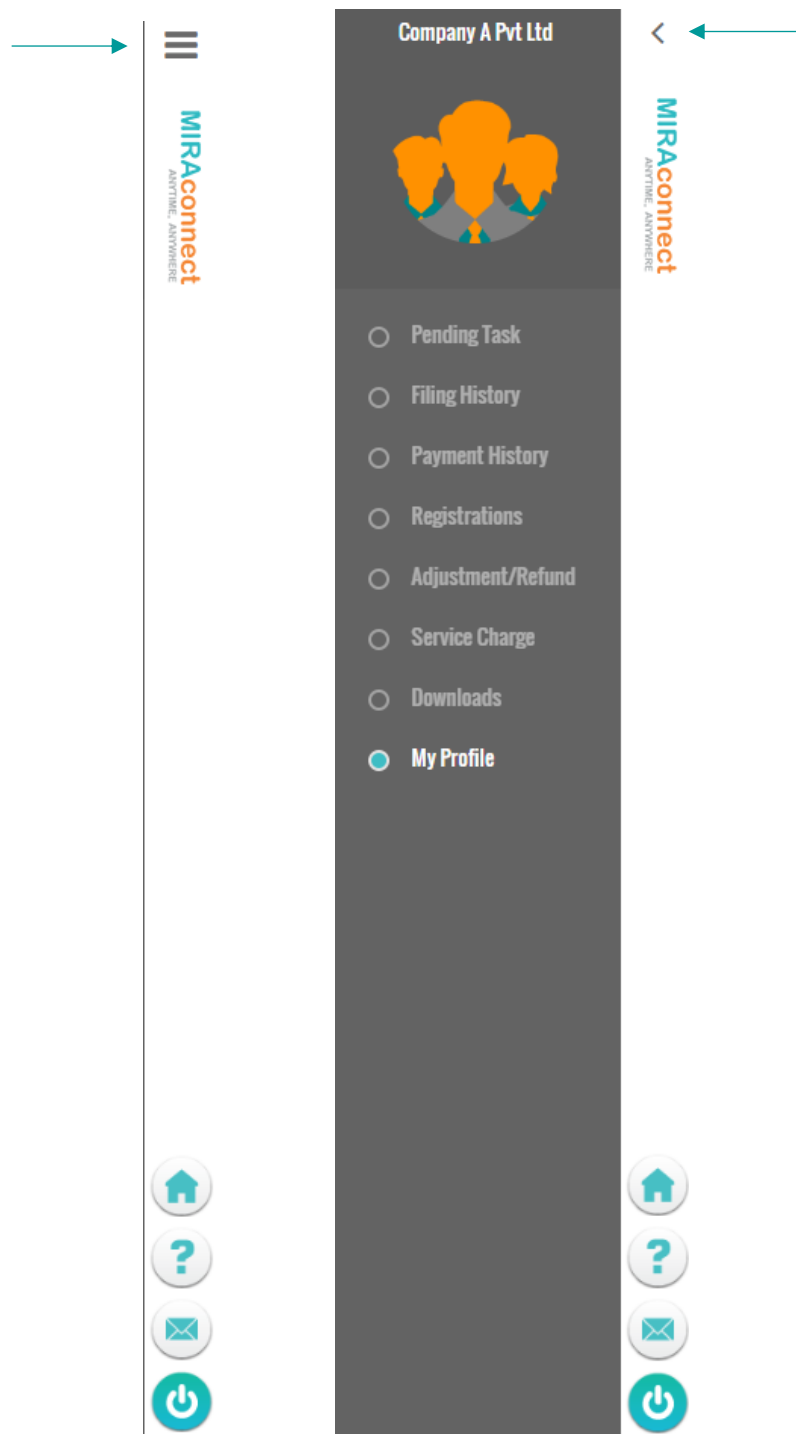 MIRAconnect
ANYTIME, ANYWHERE
Company A Pvt Ltd
Pending Task
Filing History
Payment History
Registrations
Adjustment/Refund
Service Charge
Downloads
My Profile
MIRAconnect
ANYTIME, ANYWHERE